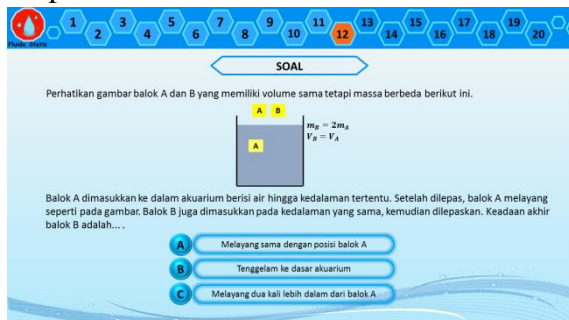 1 2 3 4 5 6 7 8 9 10 11 12 13 14 15 16 17 18 19 20
Fluida Statis
SOAL
Perhatikan gambar balok A dan B yang memiliki volume sama tetapi massa berbeda berikut ini.
A B
m_B = 2m_A
V_B = V_A
A
Balok A dimasukkan ke dalam akuarium berisi air hingga kedalaman tertentu. Setelah dilepas, balok A melayang
seperti pada gambar. Balok B juga dimasukkan pada kedalaman yang sama, kemudian dilepaskan. Keadaan akhir
balok B adalah... .
A Melayang sama dengan posisi balok A
B Tenggelam ke dasar akuarium
C Melayang dua kali lebih dalam dari balok A